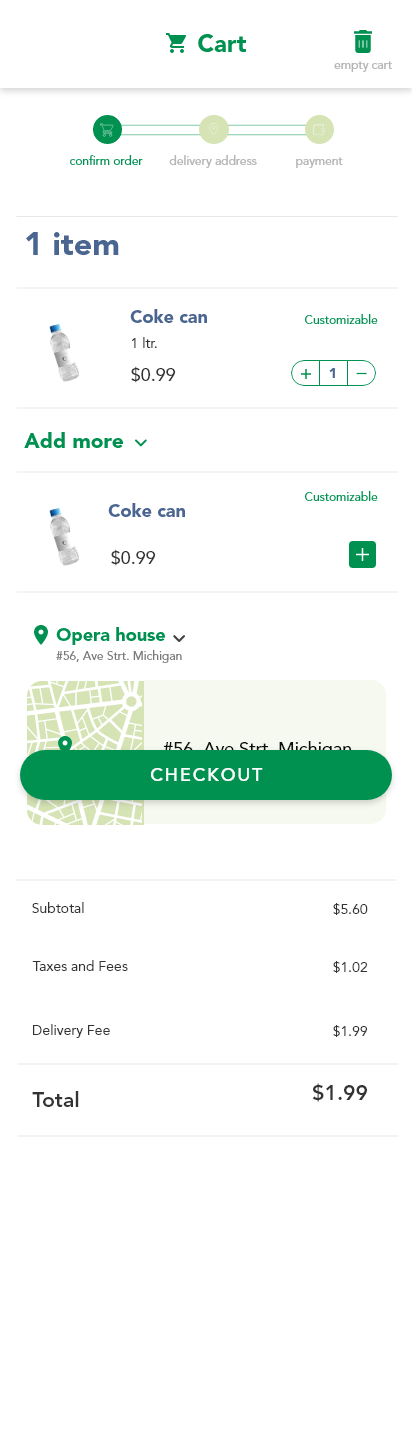 Cart
empty cart
confirm order
delivery address
payment
1 item
Coke can
Customizable
1 ltr.
$0.99
+ 1 −
Add more
Customizable
Coke can
$0.99
+
Opera house
#56, Ave Strt. Michigan
#56, Ave Strt. Michigan
CHECKOUT
Subtotal $5.60
Taxes and Fees $1.02
Delivery Fee $1.99
Total $1.99